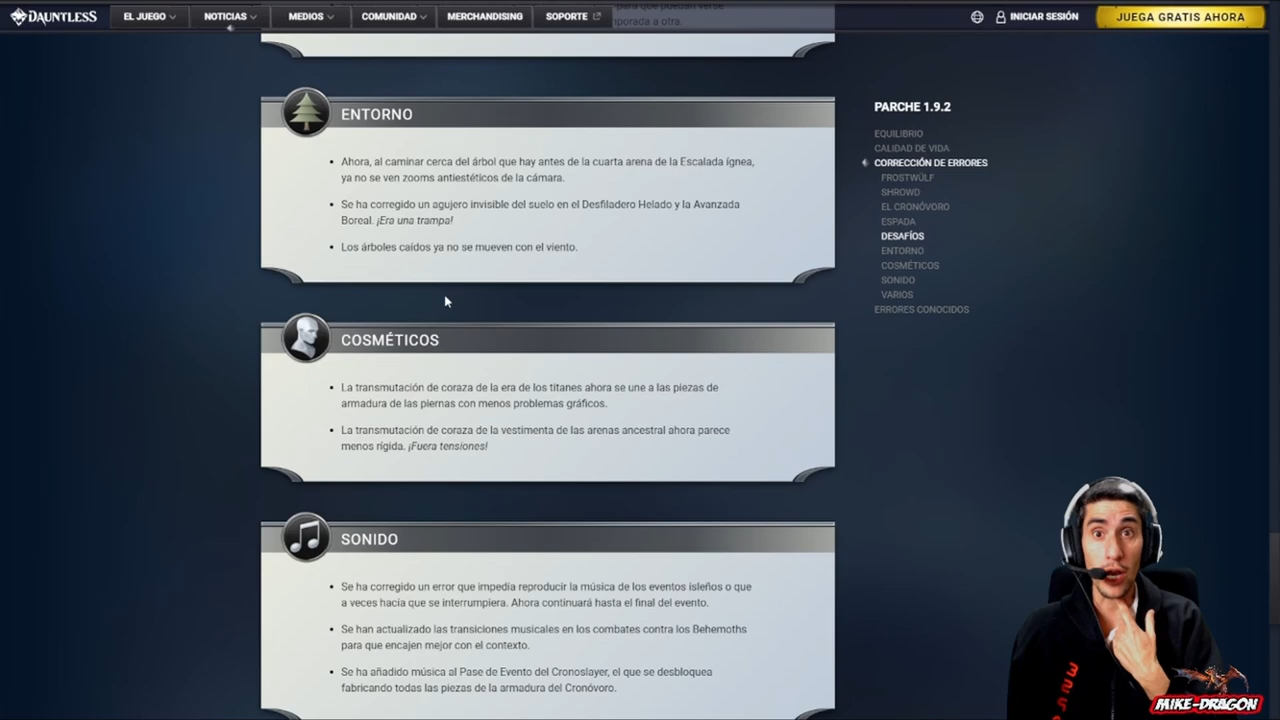 DAUNTLESS
EL JUEGO
NOTICIAS
MEDIOS
COMUNIDAD
MERCHANDISING
SOPORTE
INICIAR SESIÓN
JUEGA GRATIS AHORA
para que puedan verse
mporada a otra.
ENTORNO
• Ahora, al caminar cerca del árbol que hay antes de la cuarta arena de la Escalada ígnea,
ya no se ven zooms antiestéticos de la cámara.
• Se ha corregido un agujero invisible del suelo en el Desfiladero Helado y la Avanzada
Boreal. ¡Era una trampa!
• Los árboles caídos ya no se mueven con el viento.
COSMÉTICOS
• La transmutación de coraza de la era de los titanes ahora se une a las piezas de
armadura de las piernas con menos problemas gráficos.
• La transmutación de coraza de la vestimenta de las arenas ancestral ahora parece
menos rígida. ¡Fuera tensiones!
SONIDO
• Se ha corregido un error que impedía reproducir la música de los eventos isleños o que
a veces hacía que se interrumpiera. Ahora continuará hasta el final del evento.
• Se han actualizado las transiciones musicales en los combates contra los Behemoths
para que encajen mejor con el contexto.
• Se ha añadido música al Pase de Evento del Cronoslayer, el que se desbloquea
fabricando todas las piezas de la armadura del Cronóvoro.
PARCHE 1.9.2
EQUILIBRIO
CALIDAD DE VIDA
CORRECCIÓN DE ERRORES
FROSTWÜLF
SHROWD
EL CRONÓVORO
ESPADA
DESAFÍOS
ENTORNO
COSMÉTICOS
SONIDO
VARIOS
ERRORES CONOCIDOS
MIKE-DRAGON